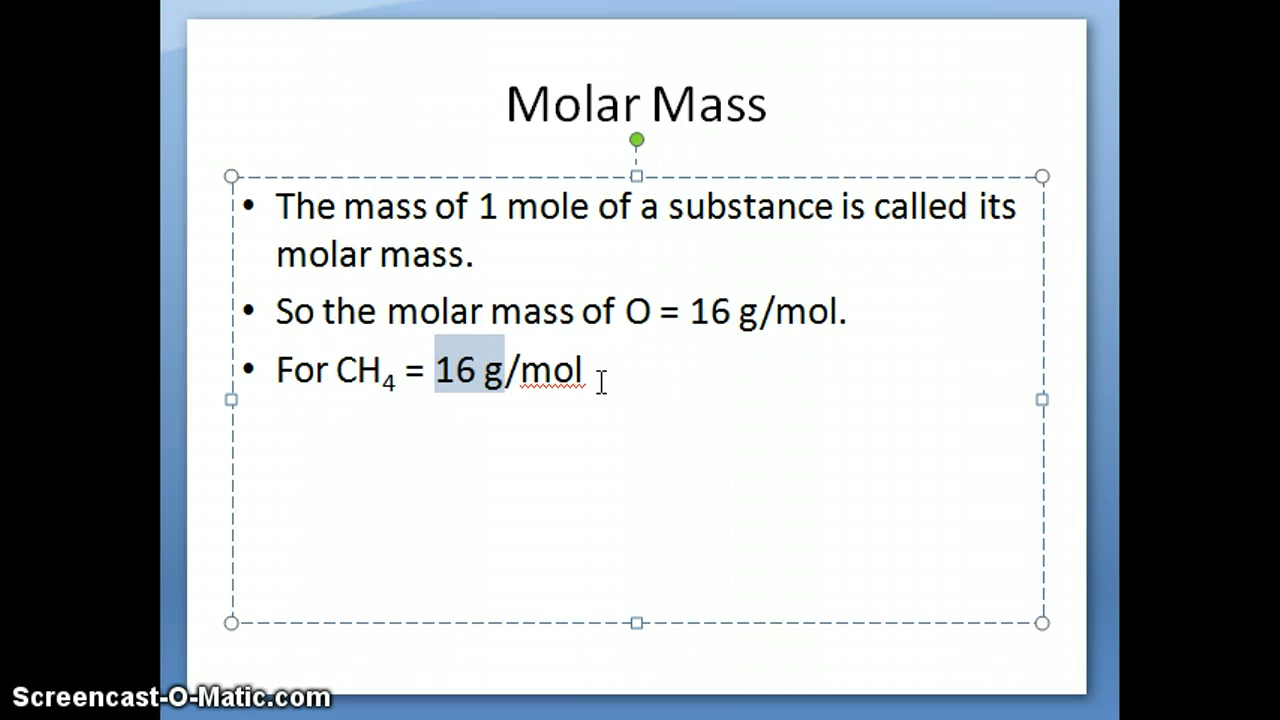 Molar Mass
• The mass of 1 mole of a substance is called its
molar mass.
• So the molar mass of O = 16 g/mol.
• For CH₄ = 16 g/mol
Screencast-O-Matic.com